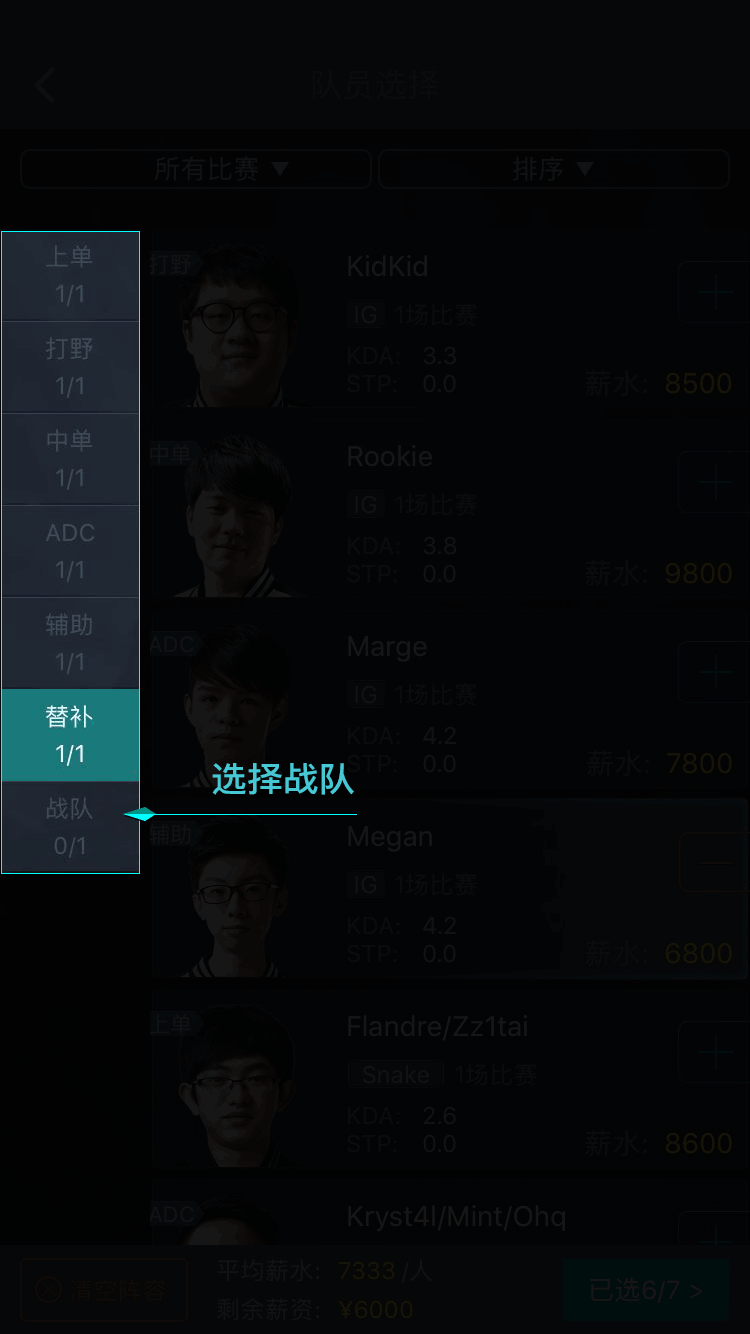 队员选择
所有比赛 ▼
排序 ▼
上单
1/1
打野
1/1
中单
1/1
ADC
1/1
辅助
1/1
替补
1/1
战队
0/1
选择战队
打野
KidKid
IG 1场比赛
KDA: 3.3
STP: 0.0
薪水: 8500
中单
Rookie
IG 1场比赛
KDA: 3.8
STP: 0.0
薪水: 9800
ADC
Marge
IG 1场比赛
KDA: 4.2
STP: 0.0
薪水: 7800
辅助
Megan
IG 1场比赛
KDA: 4.2
STP: 0.0
薪水: 6800
上单
Flandre/Zz1tai
Snake 1场比赛
KDA: 2.6
STP: 0.0
薪水: 8600
ADC
Kryst4l/Mint/Ohq
清空阵容
平均薪水: 7333 /人
剩余薪资: ¥6000
已选6/7 >